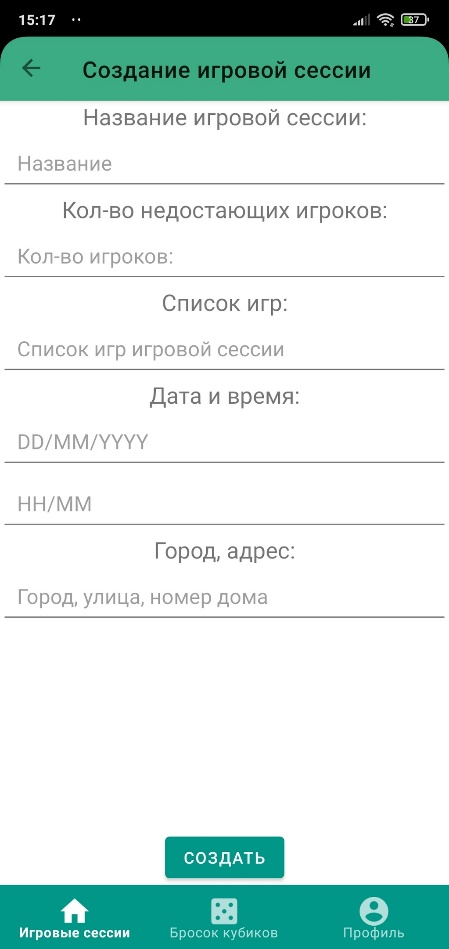 15:17
37
Создание игровой сессии
Название игровой сессии:
Название
Кол-во недостающих игроков:
Кол-во игроков:
Список игр:
Список игр игровой сессии
Дата и время:
DD/MM/YYYY
HH/MM
Город, адрес:
Город, улица, номер дома
СОЗДАТЬ
Игровые сессии
Бросок кубиков
Профиль